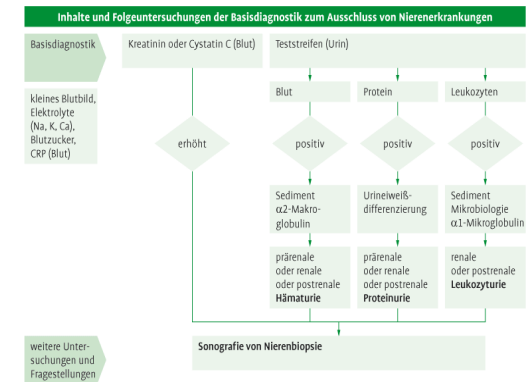 Inhalte und Folgeuntersuchungen der Basisdiagnostik zum Ausschluss von Nierenerkrankungen
Basisdiagnostik
Kreatinin oder Cystatin C (Blut)
Teststreifen (Urin)
kleines Blutbild,
Elektrolyte
(Na, K, Ca),
Blutzucker,
CRP (Blut)
Blut
Protein
Leukozyten
erhöht
positiv
positiv
positiv
Sediment
α2-Makro-
globulin
Urineiweiß-
differenzierung
Sediment
Mikrobiologie
α1-Mikroglobulin
prärenale
oder renale
oder postrenale
Hämaturie
prärenale
oder renale
oder postrenale
Proteinurie
renale
oder postrenale
Leukozyturie
weitere Unter-
suchungen und
Fragestellungen
Sonografie von Nierenbiopsie